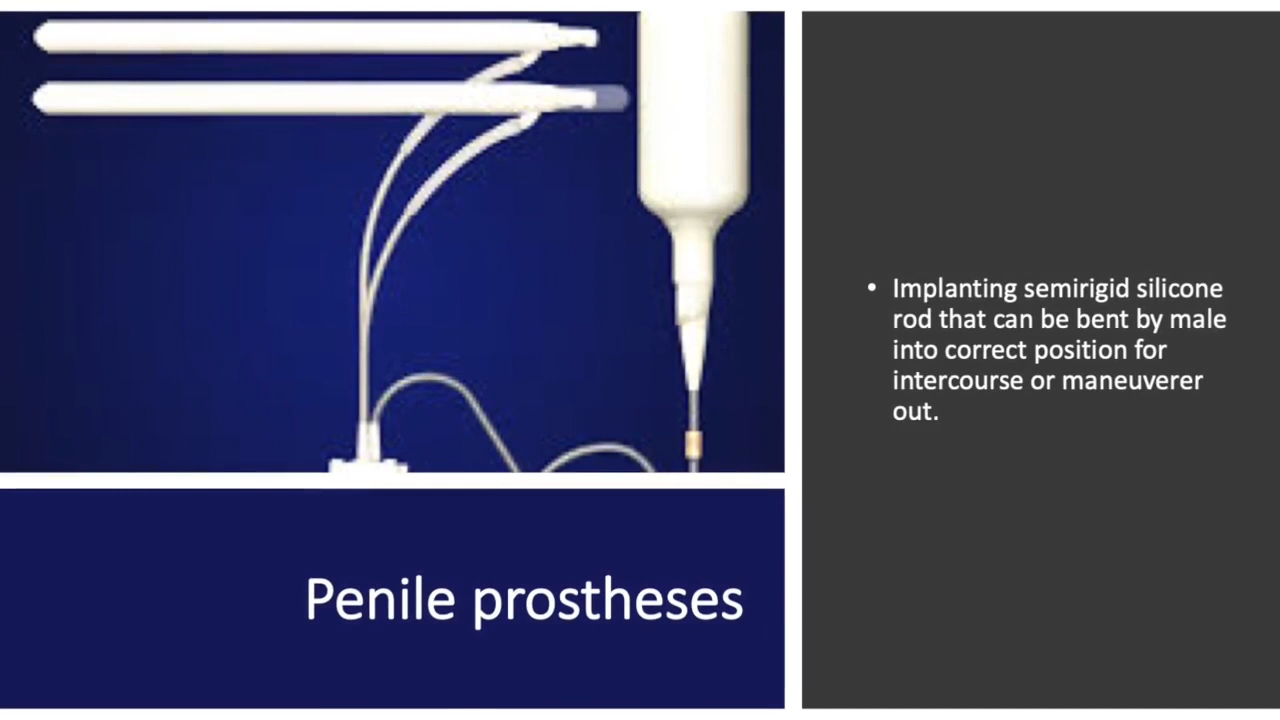 • Implanting semirigid silicone
rod that can be bent by male
into correct position for
intercourse or maneuverer
out.
Penile prostheses